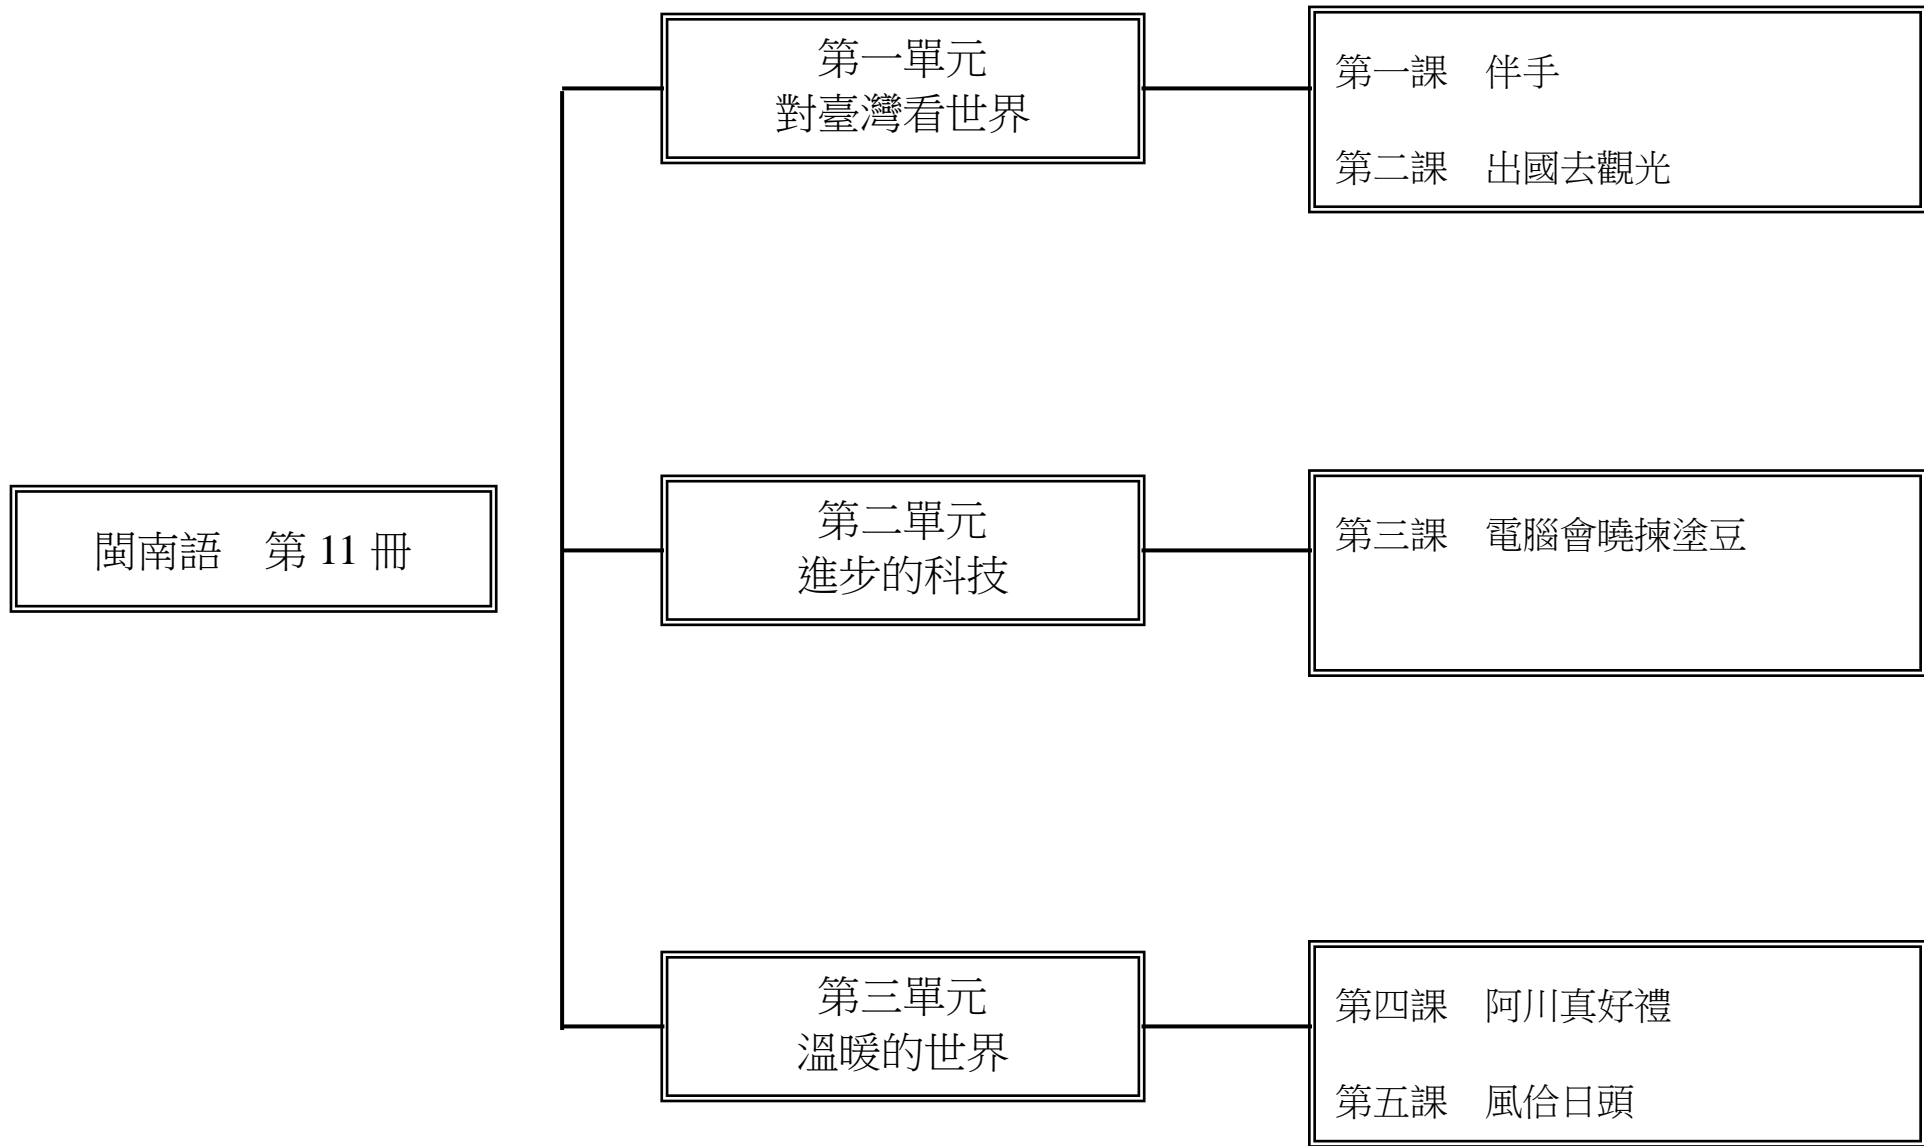 閩南語　第 11 冊
第一單元
對臺灣看世界
第一課　伴手
第二課　出國去觀光
第二單元
進步的科技
第三課　電腦會曉揀塗豆
第三單元
溫暖的世界
第四課　阿川真好禮
第五課　風佮日頭